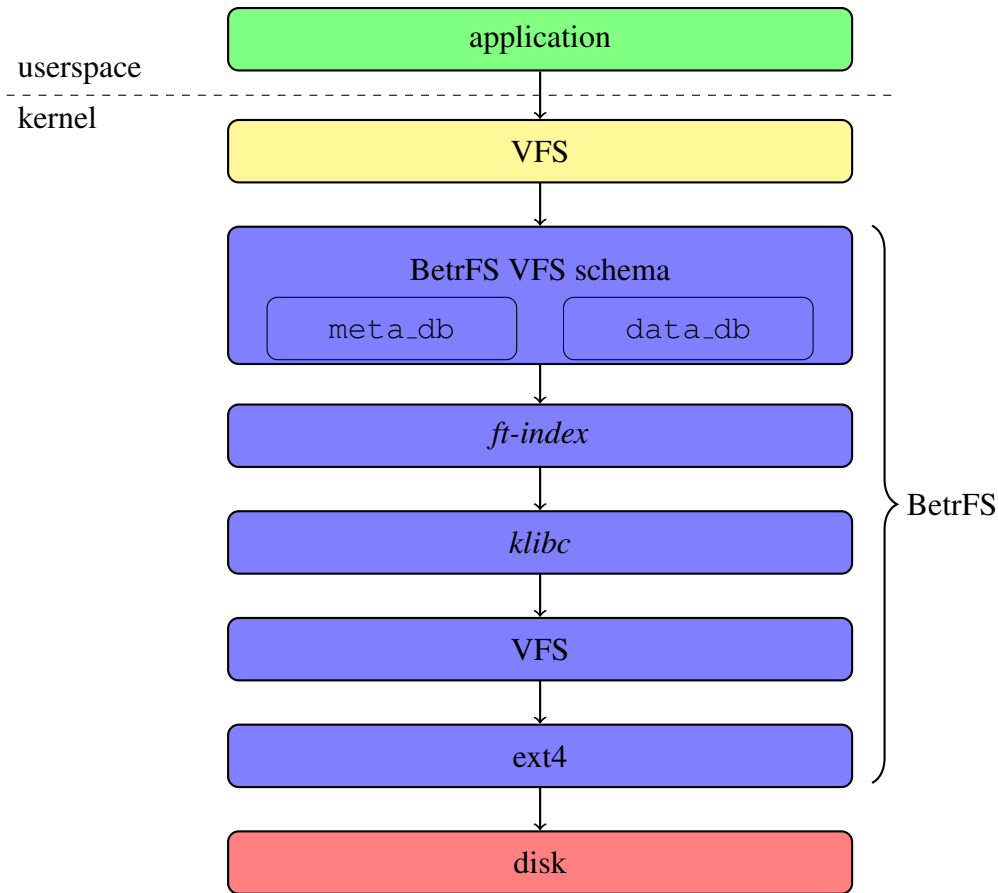 application
userspace
kernel
VFS
BetrFS VFS schema
meta_db
data_db
ft-index
BetrFS
klibc
VFS
ext4
disk